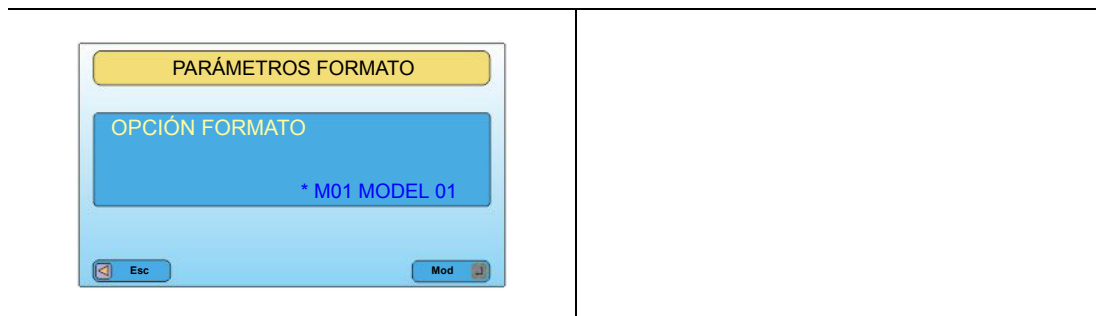 PARÁMETROS FORMATO
OPCIÓN FORMATO
* M01 MODEL 01
Esc
Mod